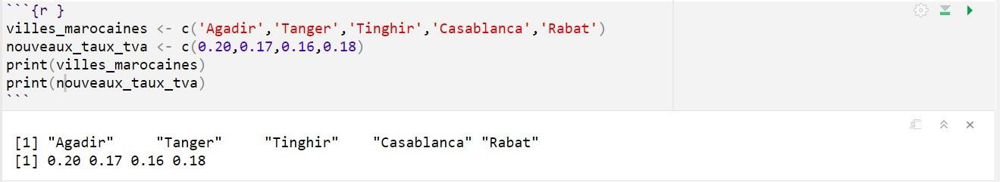 ```{r }
villes_marocaines <- c('Agadir','Tanger','Tinghir','Casablanca','Rabat')
nouveaux_taux_tva <- c(0.20,0.17,0.16,0.18)
print(villes_marocaines)
print(nouveaux_taux_tva)
```
[1] "Agadir"     "Tanger"     "Tinghir"    "Casablanca" "Rabat"
[1] 0.20 0.17 0.16 0.18